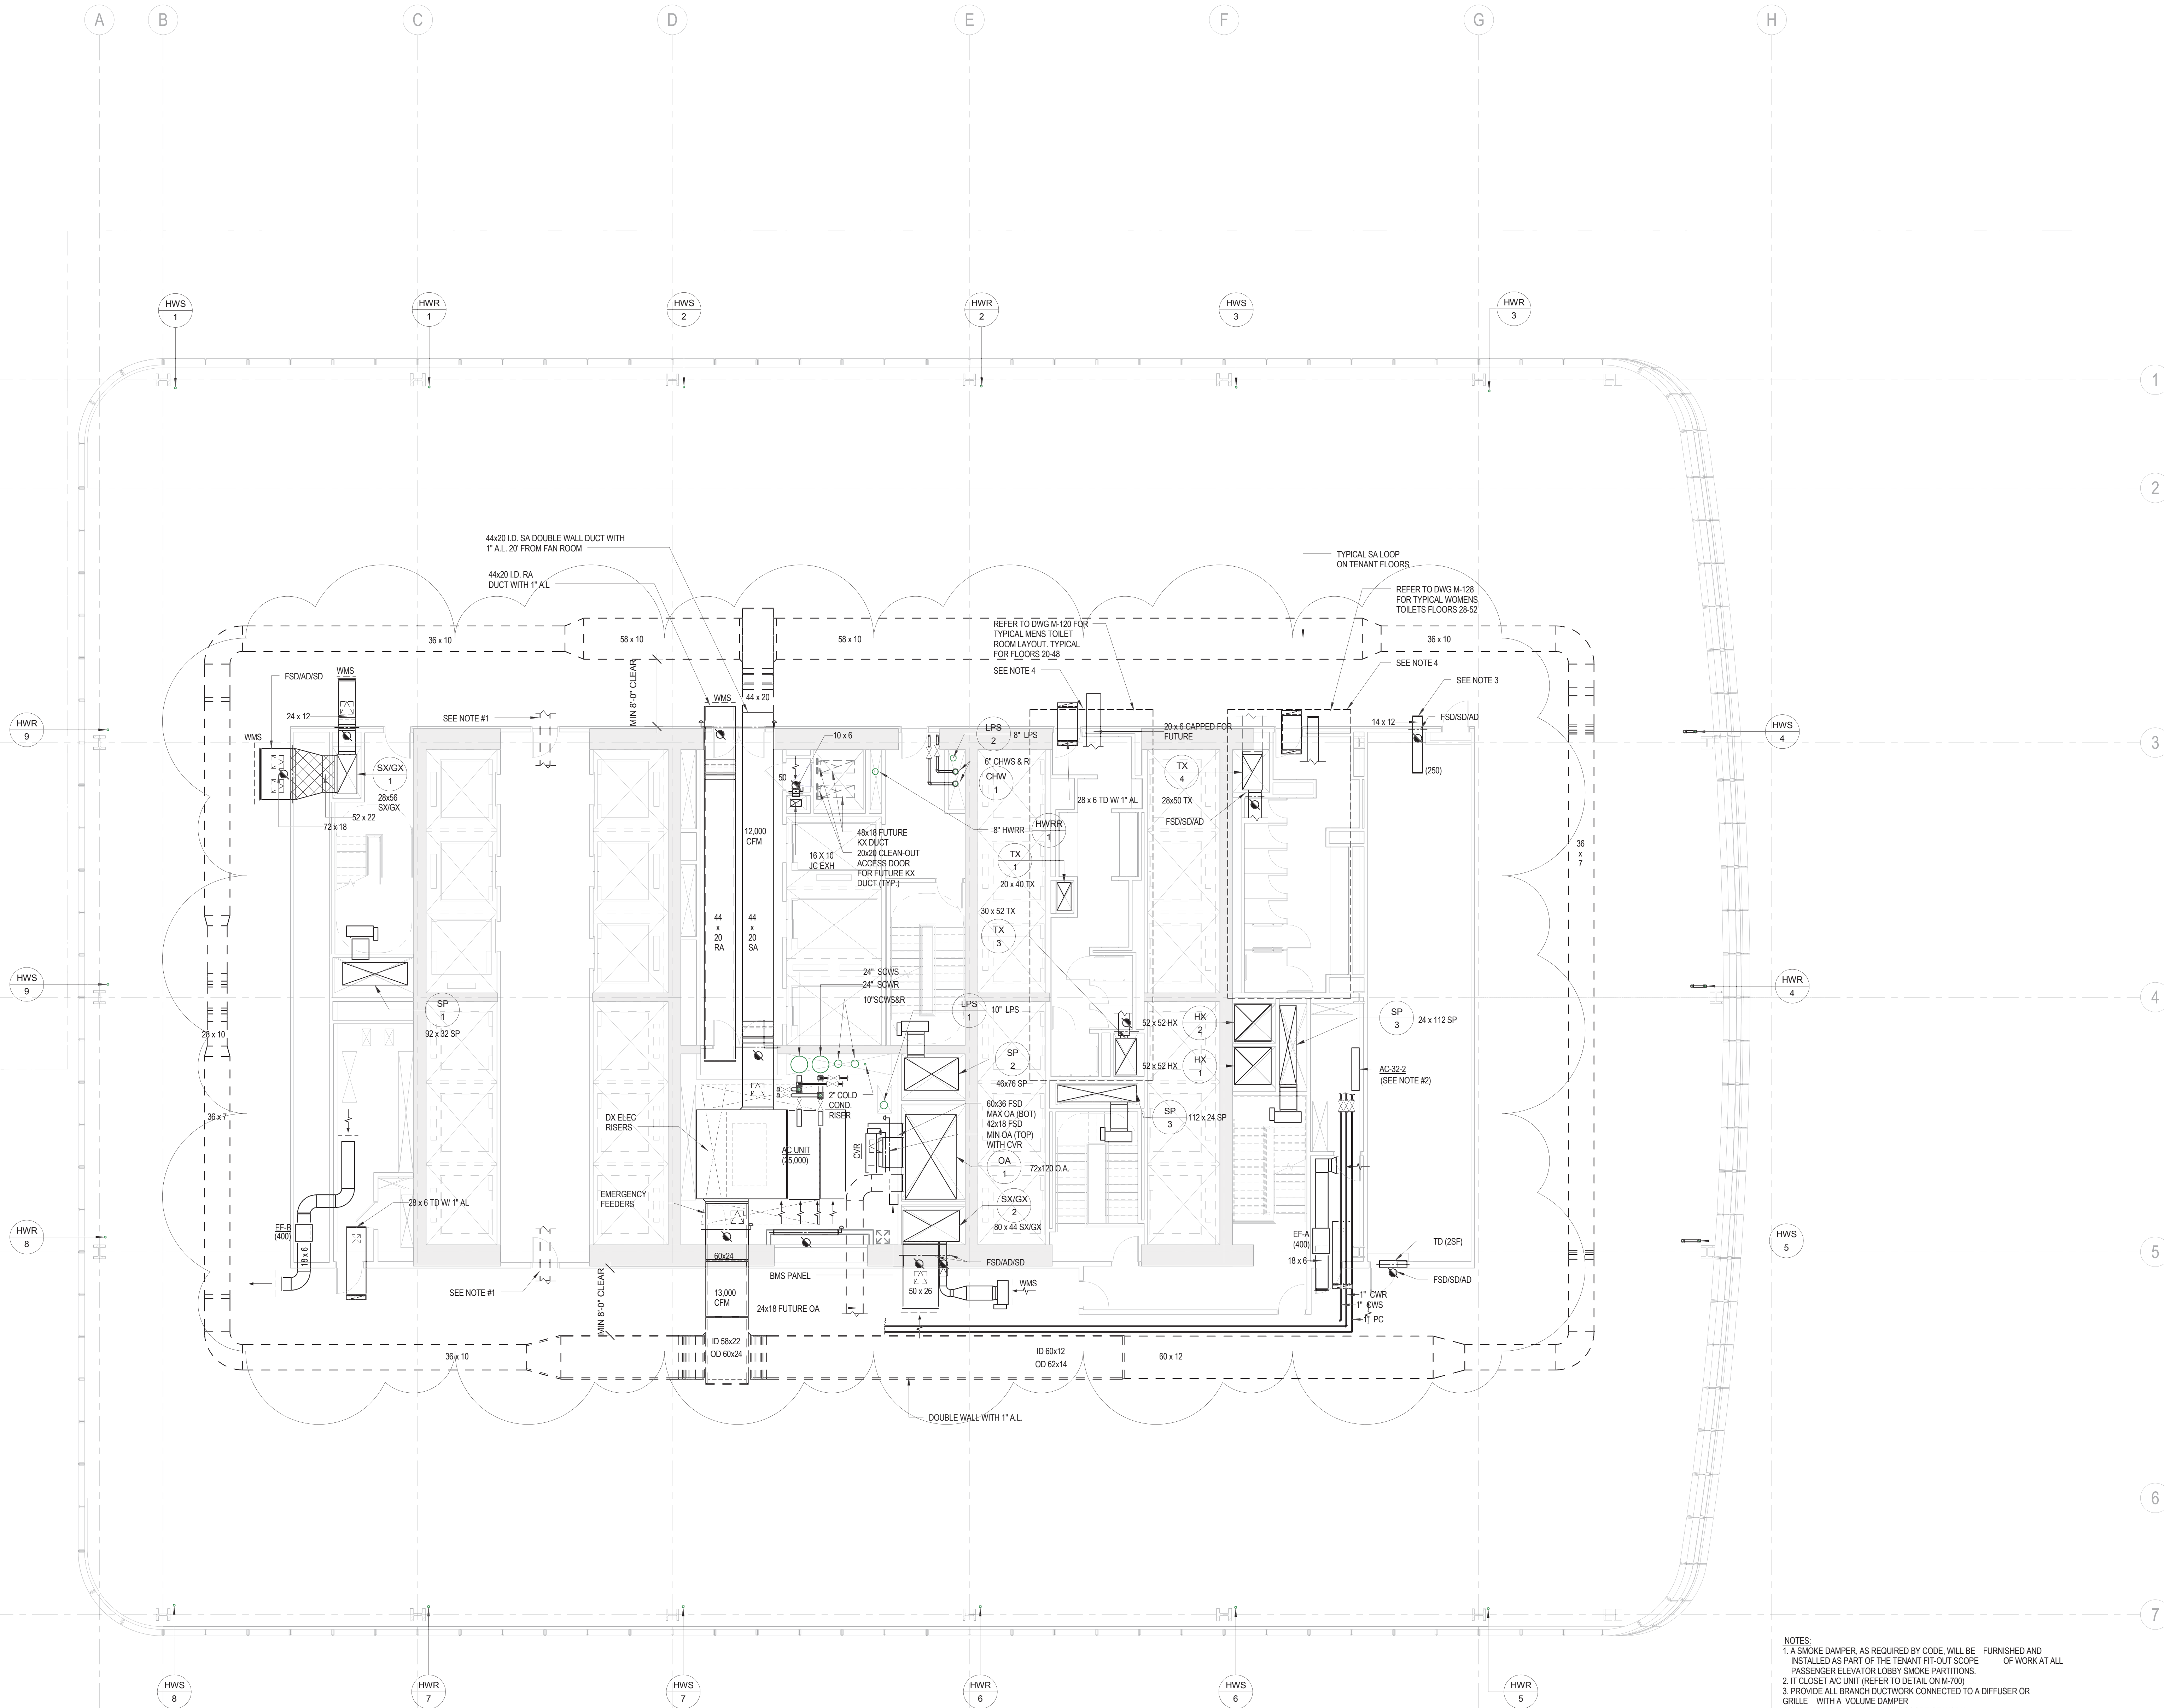 A
B
C
D
E
F
G
H
HWS
1
HWR
1
HWS
2
HWR
2
HWS
3
HWR
3
1
2
44x20 I.D. SA DOUBLE WALL DUCT WITH
1" A.L. 20' FROM FAN ROOM
44x20 I.D. RA
DUCT WITH 1" A.L
TYPICAL SA LOOP
ON TENANT FLOORS
REFER TO DWG M-128
FOR TYPICAL WOMENS
TOILETS FLOORS 28-52
REFER TO DWG M-120 FOR
TYPICAL MENS TOILET
ROOM LAYOUT. TYPICAL
FOR FLOORS 20-48
36 x 10
58 x 10
58 x 10
36 x 10
SEE NOTE 4
SEE NOTE 4
SEE NOTE 3
FSD/AD/SD
WMS
24 x 12
WMS
SEE NOTE #1
MIN 8'-0" CLEAR
WMS
44 x 20
14 x 12
FSD/SD/AD
(250)
20 x 6 CAPPED FOR
FUTURE
HWR
9
HWS
4
3
LPS
2
8" LPS
6" CHWS & R
CHW
1
10 x 6
50
SX/GX
1
28x56
SX/GX
52 x 22
72 x 18
TX
4
28x50 TX
FSD/SD/AD
28 x 6 TD W/ 1" AL
HWRR
1
8" HWRR
12,000
CFM
48x18 FUTURE
KX DUCT
20x20 CLEAN-OUT
ACCESS DOOR
FOR FUTURE KX
DUCT (TYP.)
16 X 10
JC EXH
TX
1
20 x 40 TX
36
x
7
30 x 52 TX
TX
3
44
x
20
RA
44
x
20
SA
24" SCWS
24" SCWR
10"SCWS&R
LPS
1
10" LPS
HWS
9
HWR
4
4
SP
1
92 x 32 SP
28 x 10
52 x 52 HX
HX
2
52 x 52 HX
HX
1
SP
3
24 x 112 SP
AC-32-2
(SEE NOTE #2)
SP
2
46x76 SP
2" COLD
COND.
RISER
60x36 FSD
MAX OA (BOT)
42x18 FSD
MIN OA (TOP)
WITH CVR
SP
3
112 x 24 SP
36 x 7
DX ELEC
RISERS
AC UNIT
(25,000)
CVR
OA
1
72x120 O.A.
EMERGENCY
FEEDERS
SX/GX
2
80 x 44 SX/GX
28 x 6 TD W/ 1" AL
EF-B
(400)
18 x 6
EF-A
(400)
18 x 6
TD (2SF)
FSD/SD/AD
HWR
8
HWS
5
5
60x24
BMS PANEL
FSD/AD/SD
WMS
50 x 26
SEE NOTE #1
MIN 8'-0" CLEAR
13,000
CFM
24x18 FUTURE OA
1" CWR
1" CWS
1" PC
ID 58x22
OD 60x24
36 x 10
ID 60x12
OD 62x14
60 x 12
DOUBLE WALL WITH 1" A.L.
6
7
HWS
8
HWR
7
HWS
7
HWR
6
HWS
6
HWR
5
NOTES:
1. A SMOKE DAMPER, AS REQUIRED BY CODE, WILL BE FURNISHED AND
INSTALLED AS PART OF THE TENANT FIT-OUT SCOPE OF WORK AT ALL
PASSENGER ELEVATOR LOBBY SMOKE PARTITIONS.
2. IT CLOSET A/C UNIT (REFER TO DETAIL ON M-700)
3. PROVIDE ALL BRANCH DUCTWORK CONNECTED TO A DIFFUSER OR
GRILLE WITH A VOLUME DAMPER